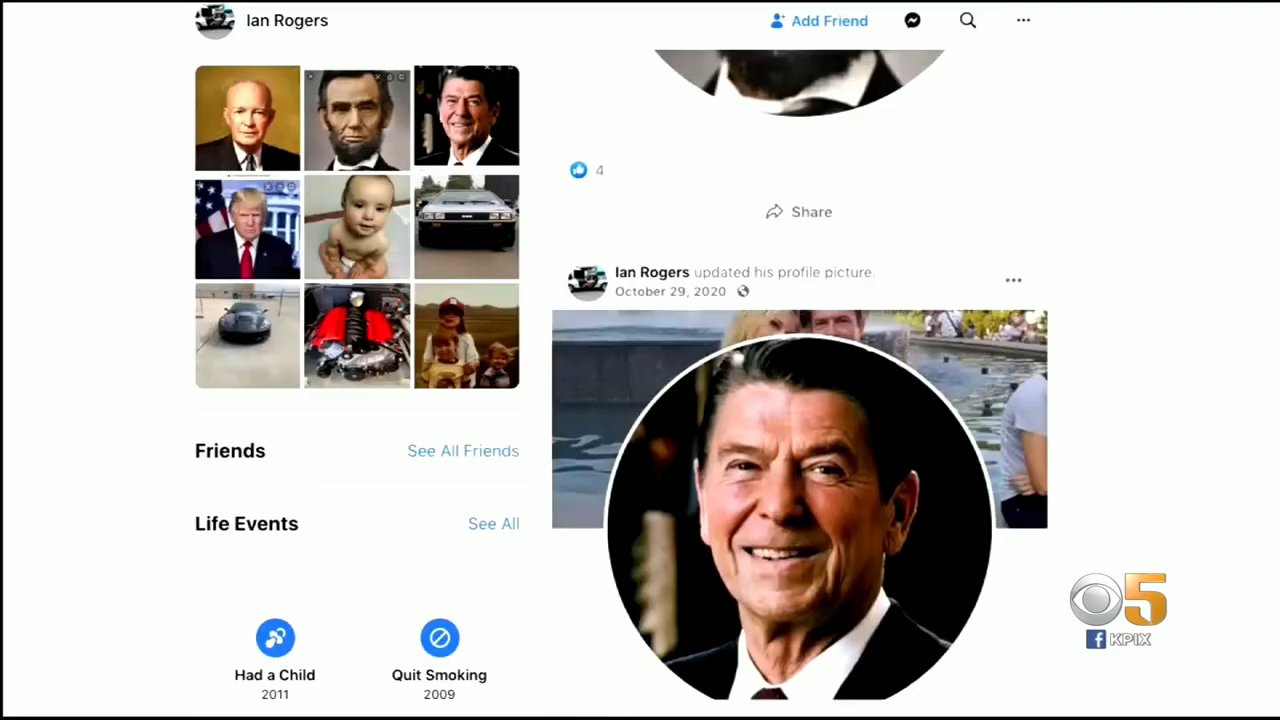 Ian Rogers
Add Friend
4
Share
Ian Rogers updated his profile picture.
October 29, 2020
Friends
See All Friends
Life Events
See All
Had a Child
2011
Quit Smoking
2009
5
f KPIX